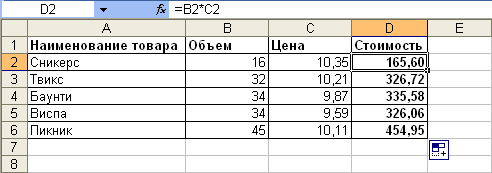 D2 fx =B2*C2
A B C D E
1 Наименование товара Объем Цена Стоимость
2 Сникерс 16 10,35 165,60
3 Твикс 32 10,21 326,72
4 Баунти 34 9,87 335,58
5 Виспа 34 9,59 326,06
6 Пикник 45 10,11 454,95
7
8